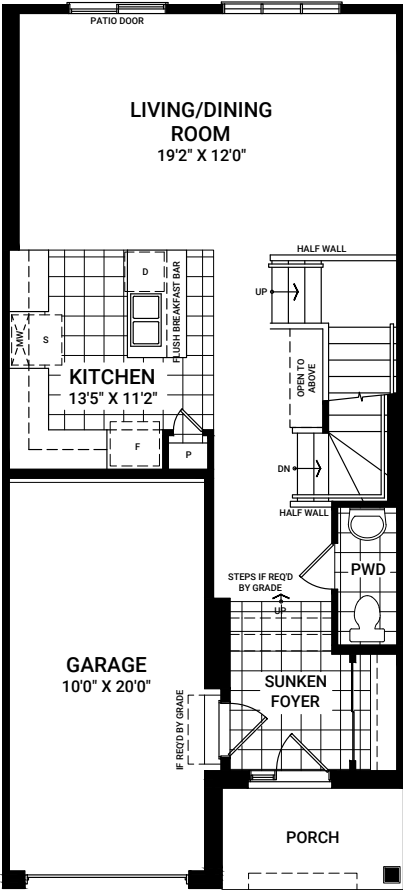 PATIO DOOR
LIVING/DINING
ROOM
19'2" X 12'0"
HALF WALL
UP
D
FLUSH BREAKFAST BAR
MW
S
OPEN TO
ABOVE
KITCHEN
13'5" X 11'2"
F
P
DN
HALF WALL
PWD
STEPS IF REQ'D
BY GRADE
UP
GARAGE
10'0" X 20'0"
SUNKEN
FOYER
IF REQ'D BY GRADE
PORCH